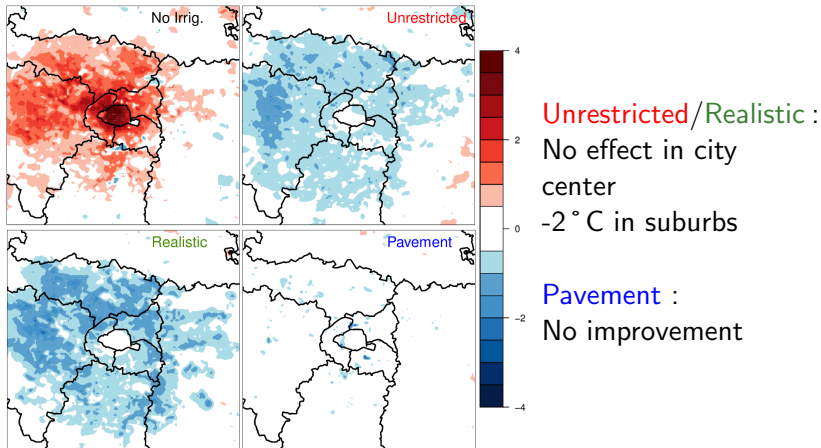 No Irrig.
Unrestricted
Realistic
Pavement
4
2
0
−2
−4
Unrestricted/Realistic :
No effect in city
center
-2˚C in suburbs
Pavement :
No improvement